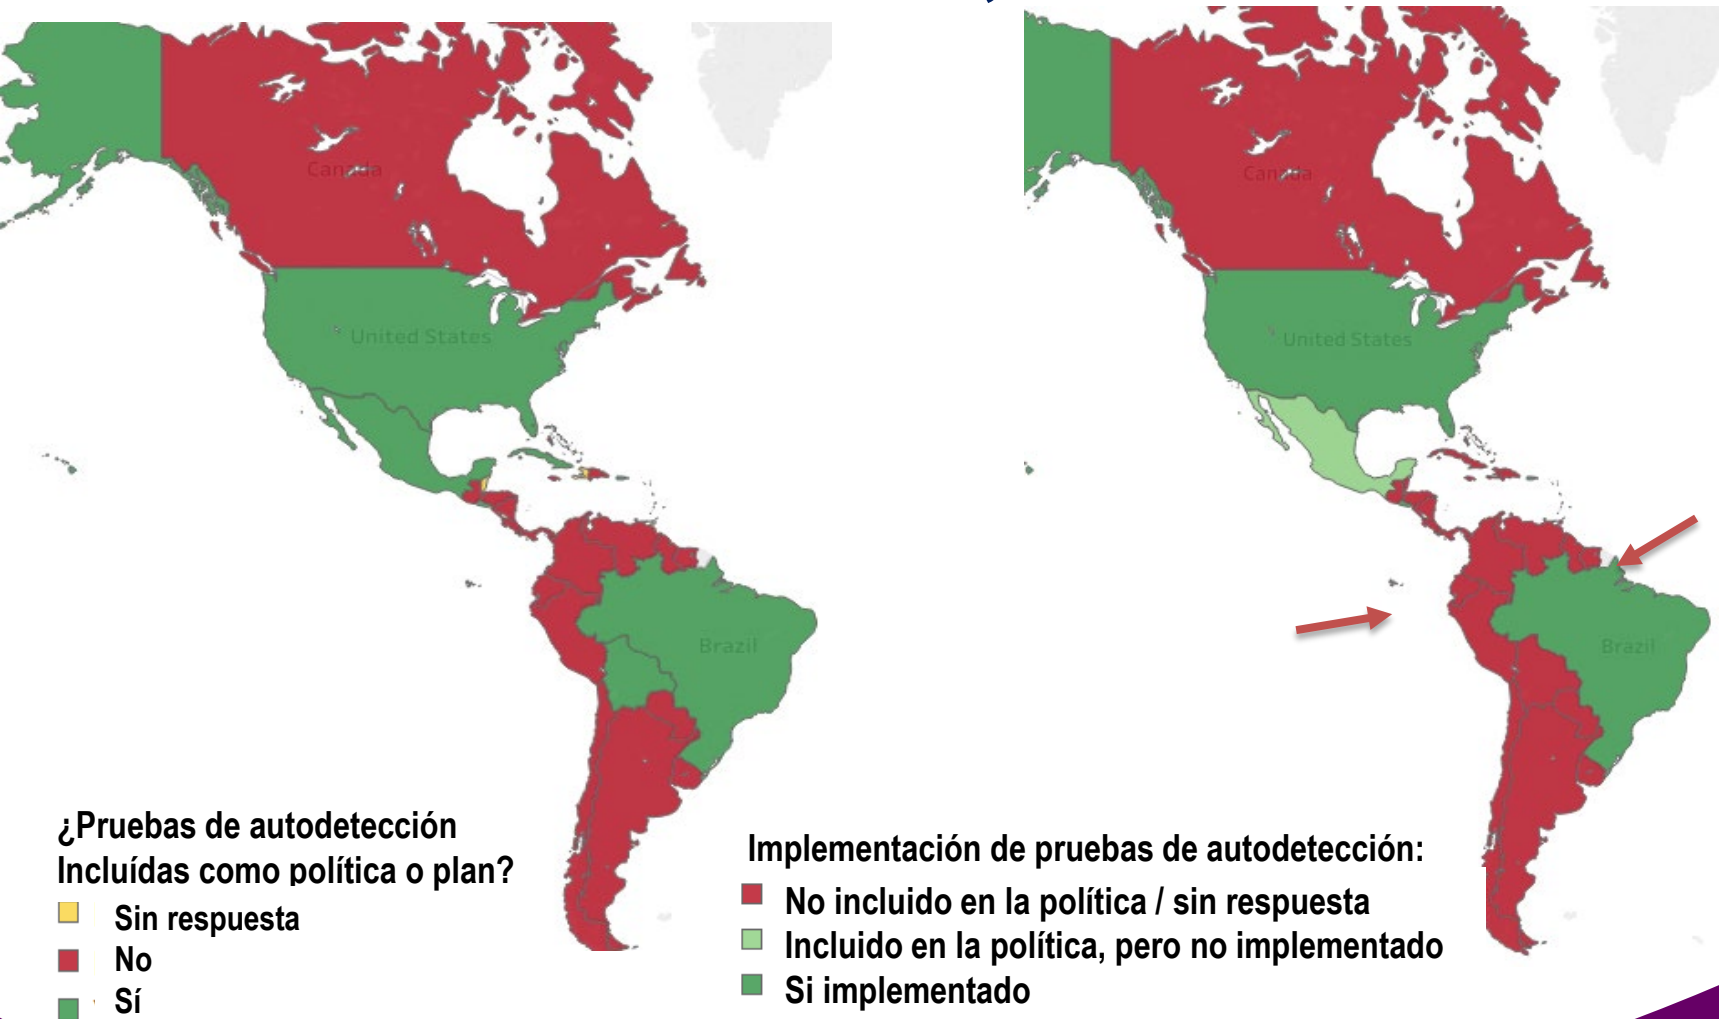 Canada
United States
Brazil
¿Pruebas de autodetección
Incluídas como política o plan?
Sin respuesta
No
Sí
Canada
United States
Brazil
Implementación de pruebas de autodetección:
No incluido en la política / sin respuesta
Incluido en la política, pero no implementado
Si implementado